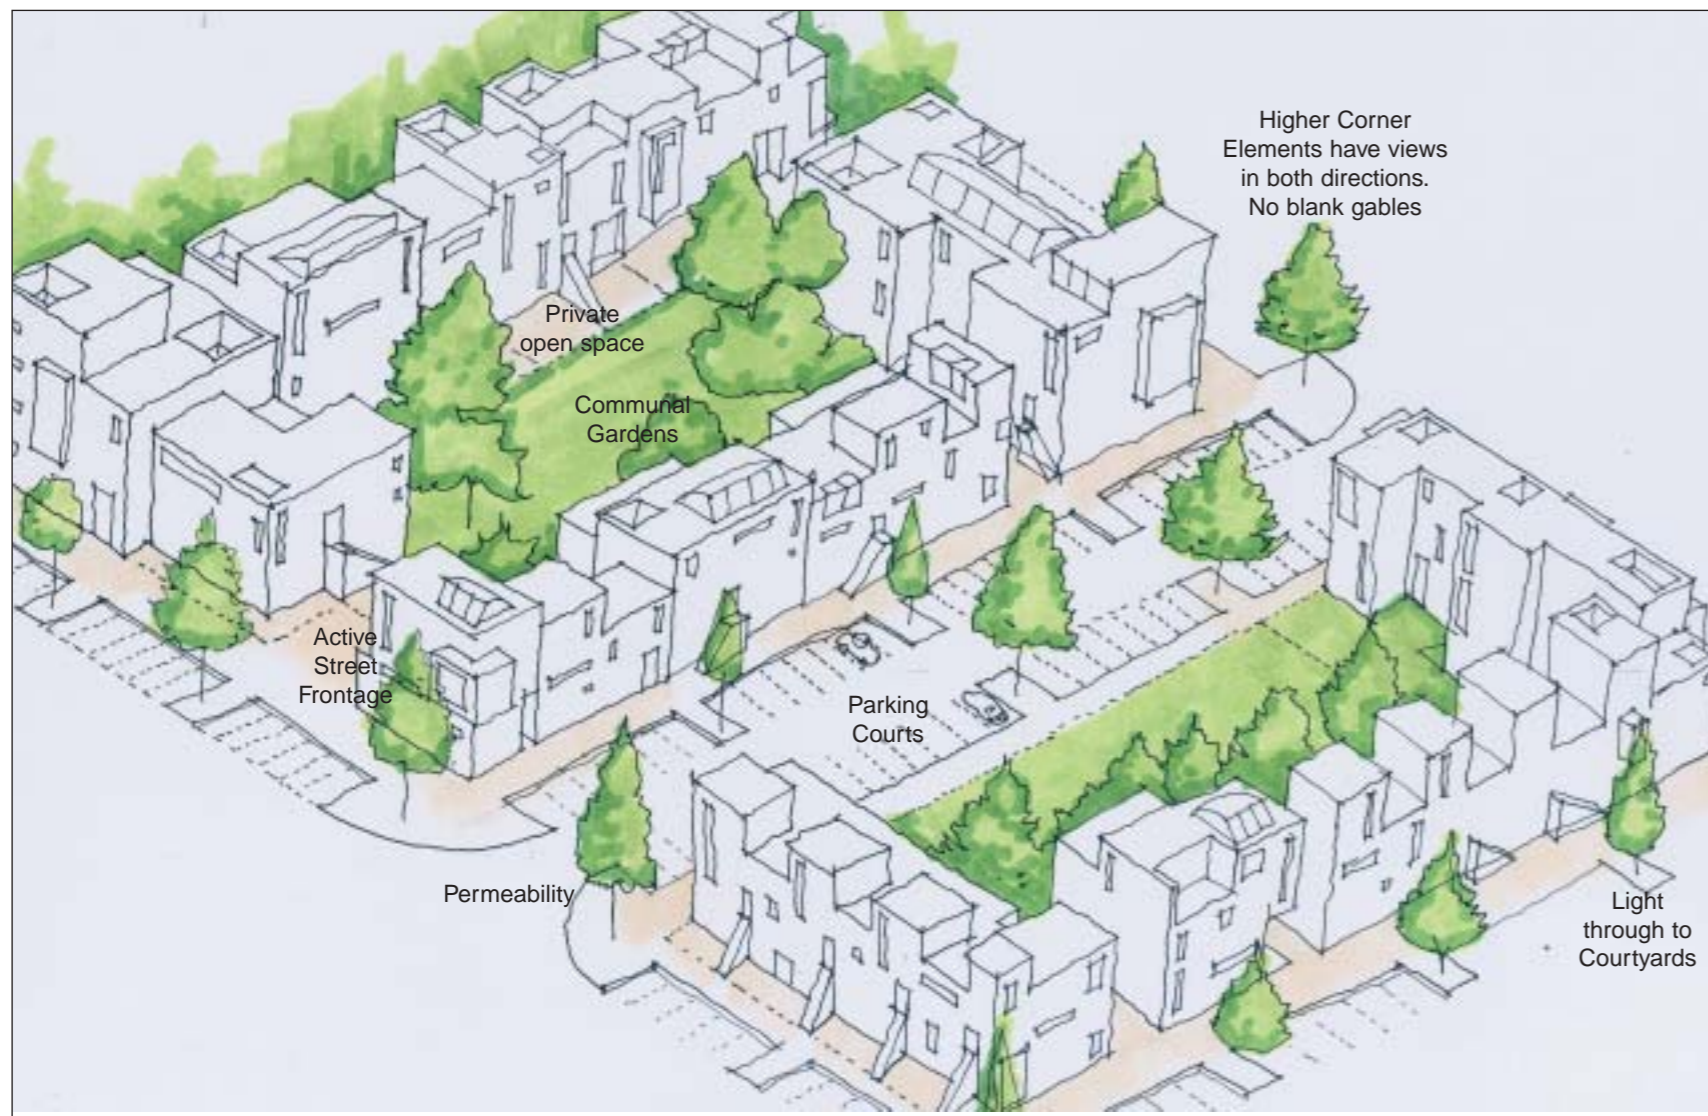 Higher Corner
Elements have views
in both directions.
No blank gables
Private
open space
Communal
Gardens
Active
Street
Frontage
Parking
Courts
Permeability
Light
through to
Courtyards